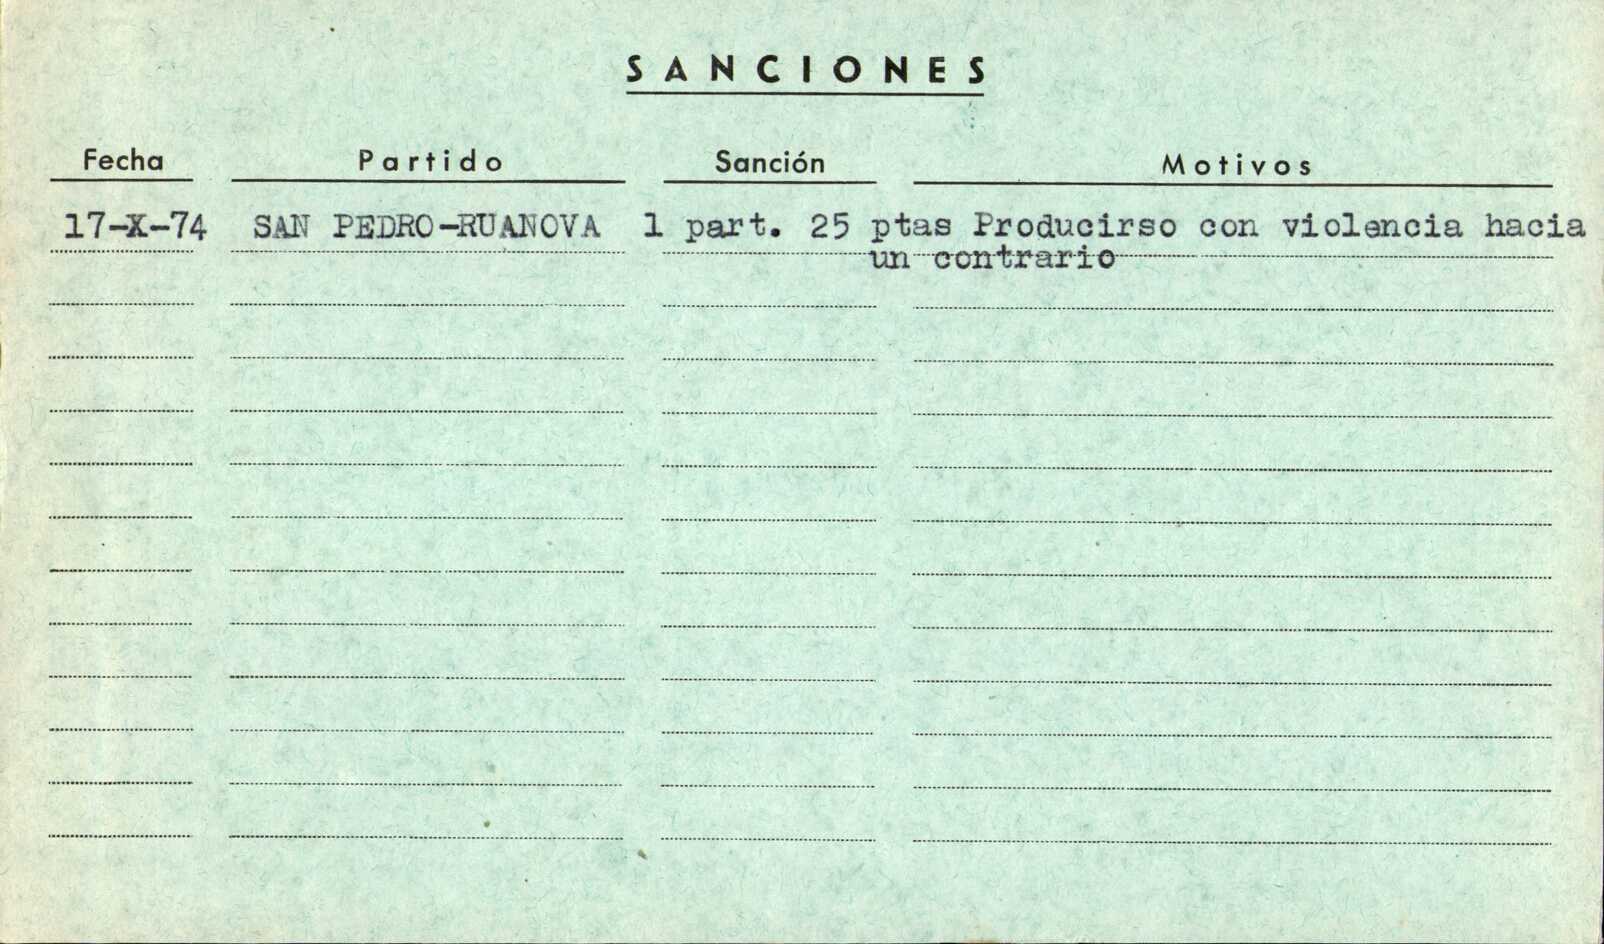 SANCIONES
Fecha Partido Sanción Motivos
17-X-74 SAN PEDRO-RUANOVA 1 part. 25 ptas Producirso con violencia hacia
un contrario